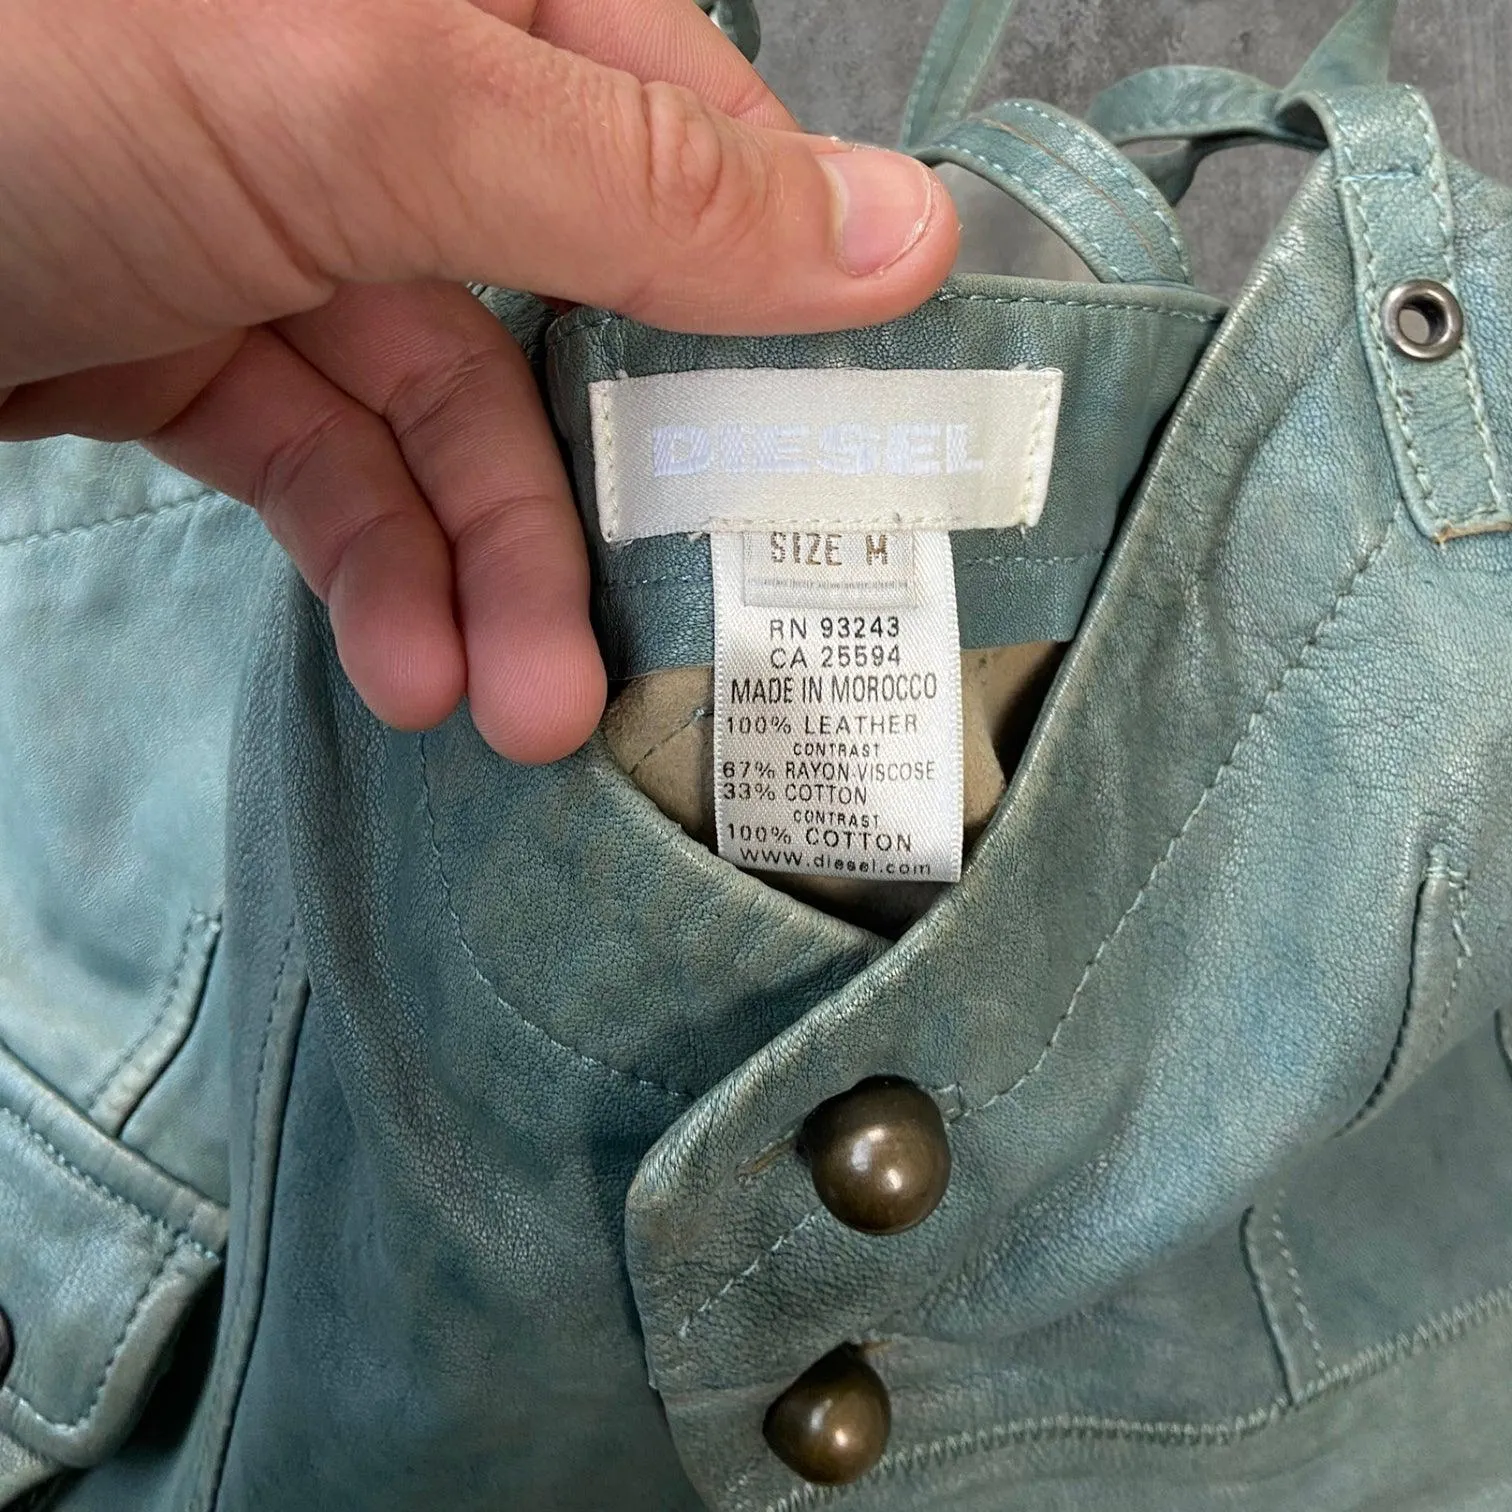 DIESEL
SIZE M
RN 93243
CA 25594
MADE IN MOROCCO
100% LEATHER
CONTRAST
67% RAYON-VISCOSE
33% COTTON
CONTRAST
100% COTTON
www.diesel.com